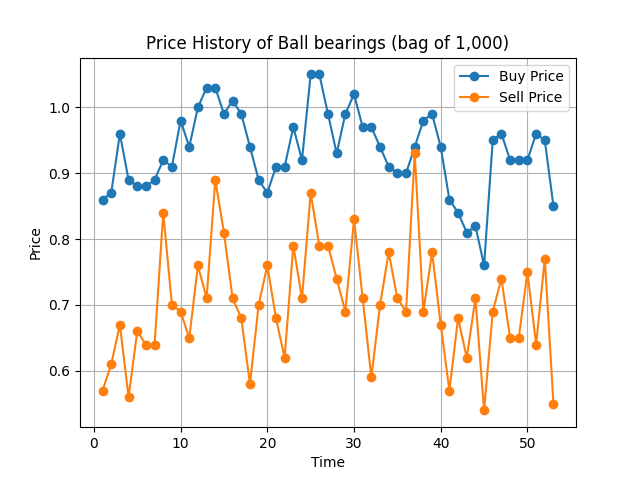 Price History of Ball bearings (bag of 1,000)
Buy Price
Sell Price
1.0
0.9
0.8
0.7
0.6
Price
0 10 20 30 40 50
Time